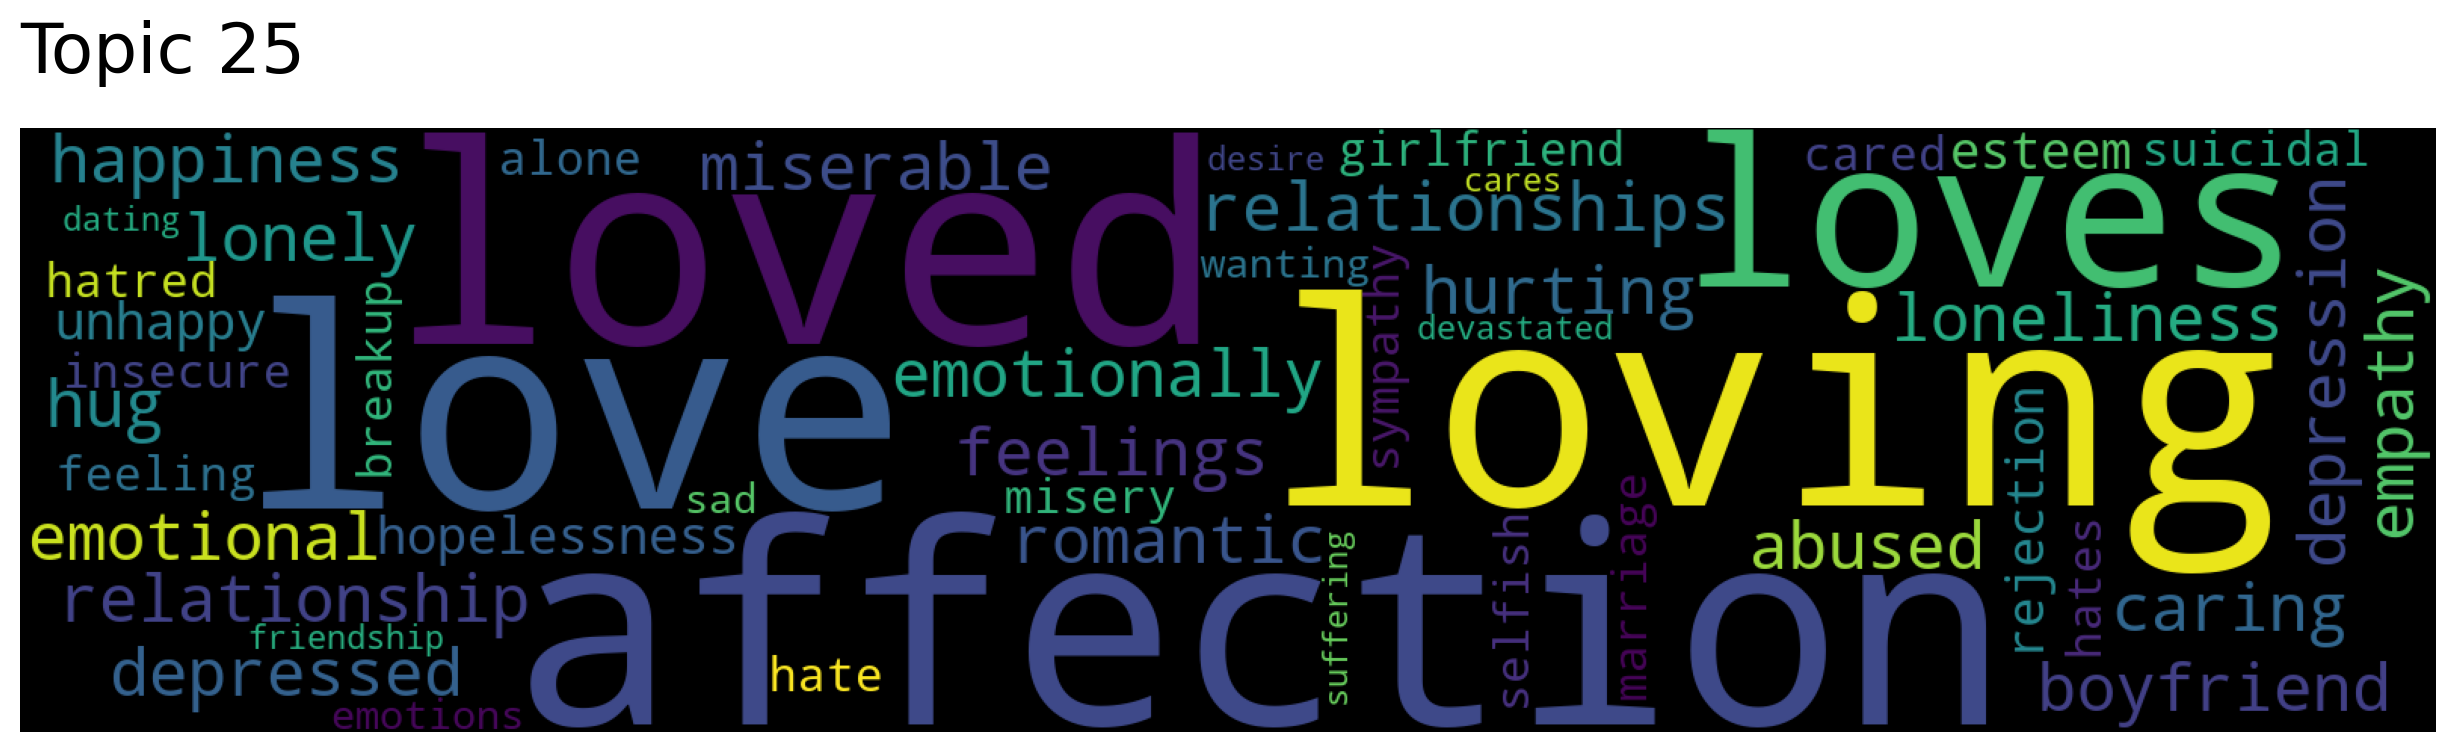 Topic 25
happiness
loved
alone
miserable
desire
girlfriend
cares
loves
cared
esteem
suicidal
dating
lonely
relationships
hatred
wanting
sympathy
hurting
devastated
loneliness
depression
empathy
unhappy
breakup
love
insecure
hug
emotionally
loving
feeling
feelings
sad
misery
rejection
emotional
hopelessness
romantic
abused
suffering
selfish
marriage
hates
caring
relationship
affection
friendship
depressed
hate
boyfriend
emotions